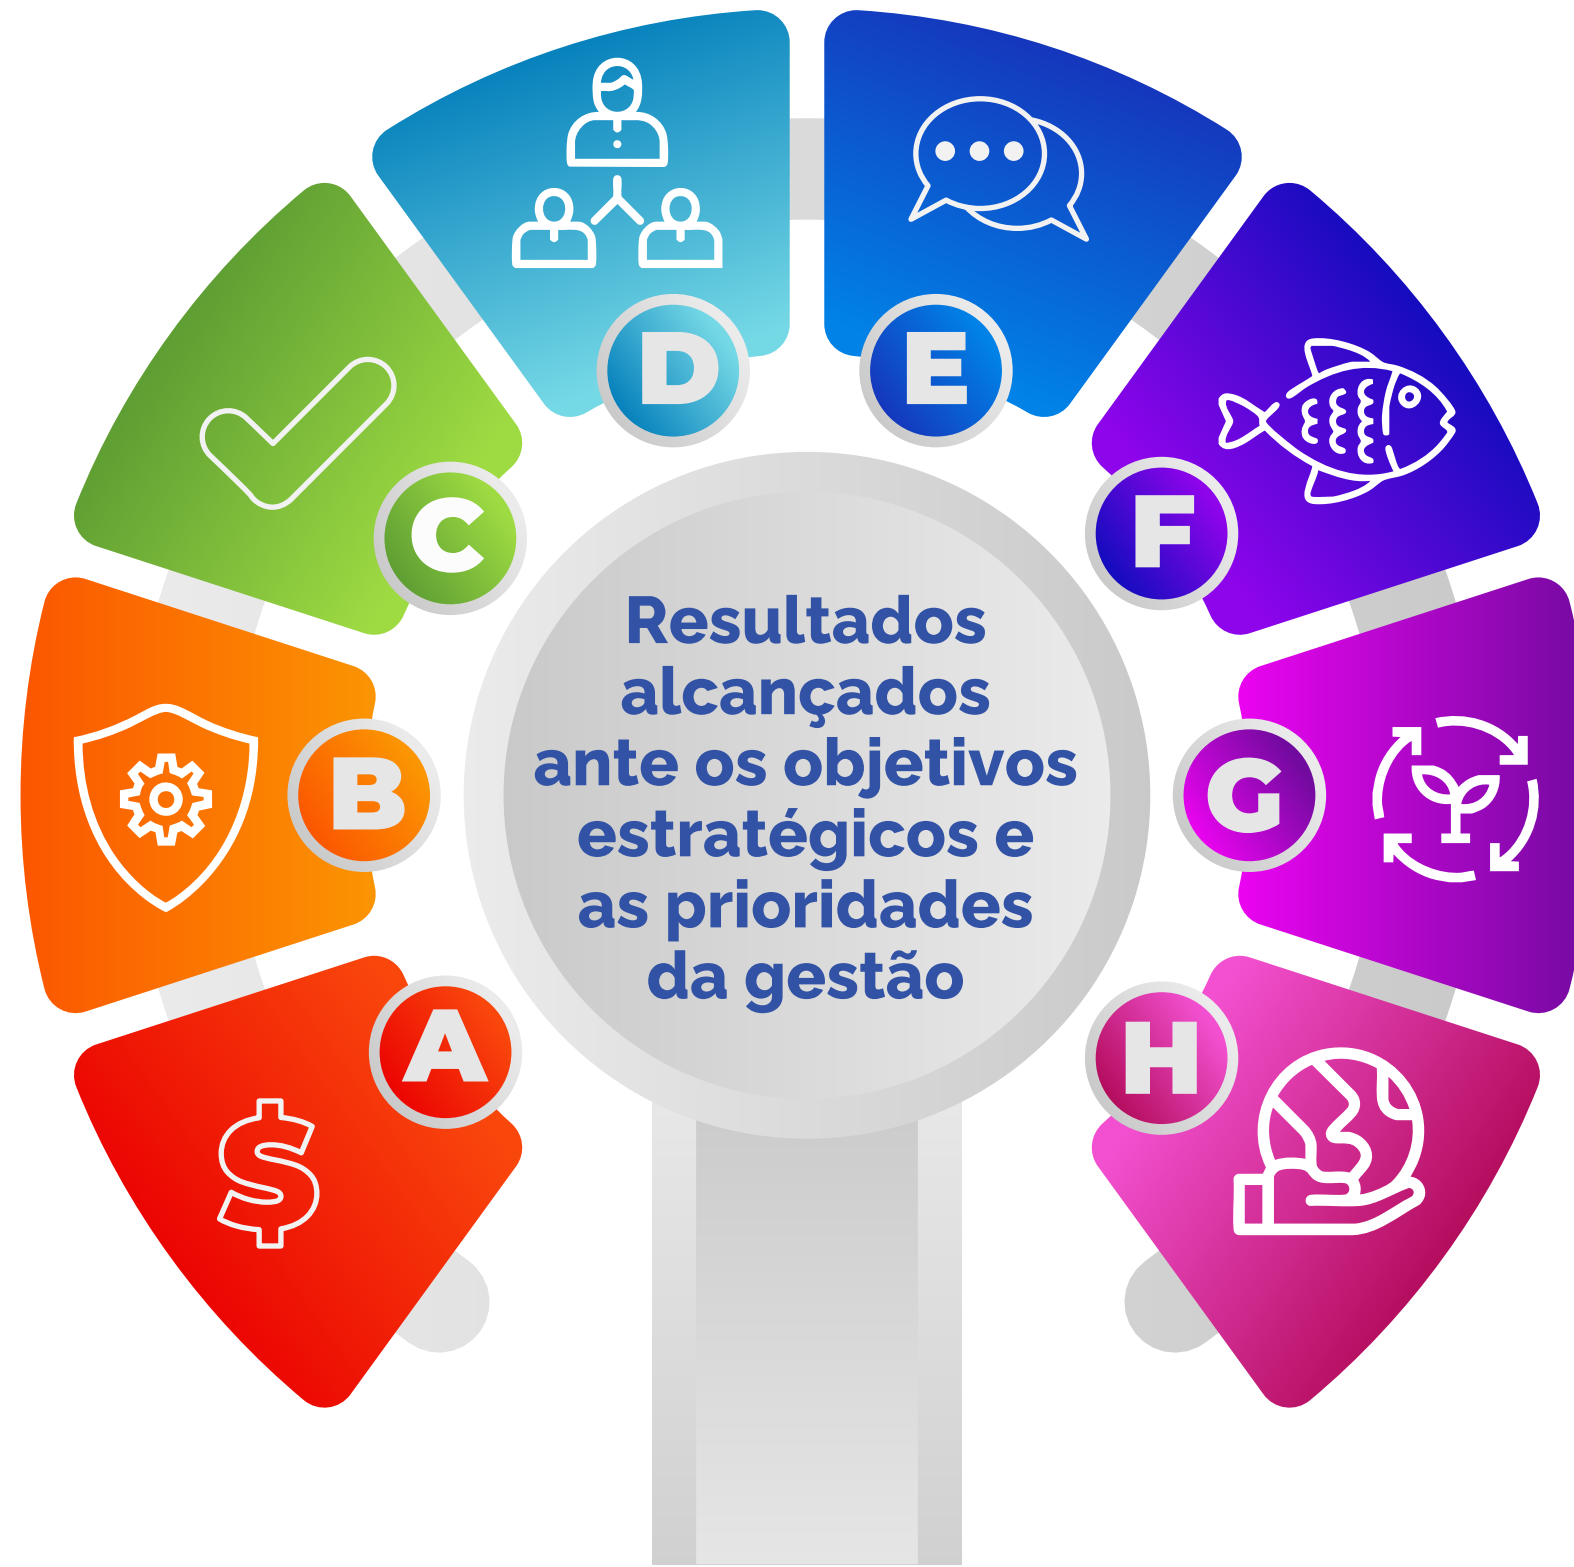 D
E
C
F
B
G
A
H
Resultados
alcançados
ante os objetivos
estratégicos e
as prioridades
da gestão